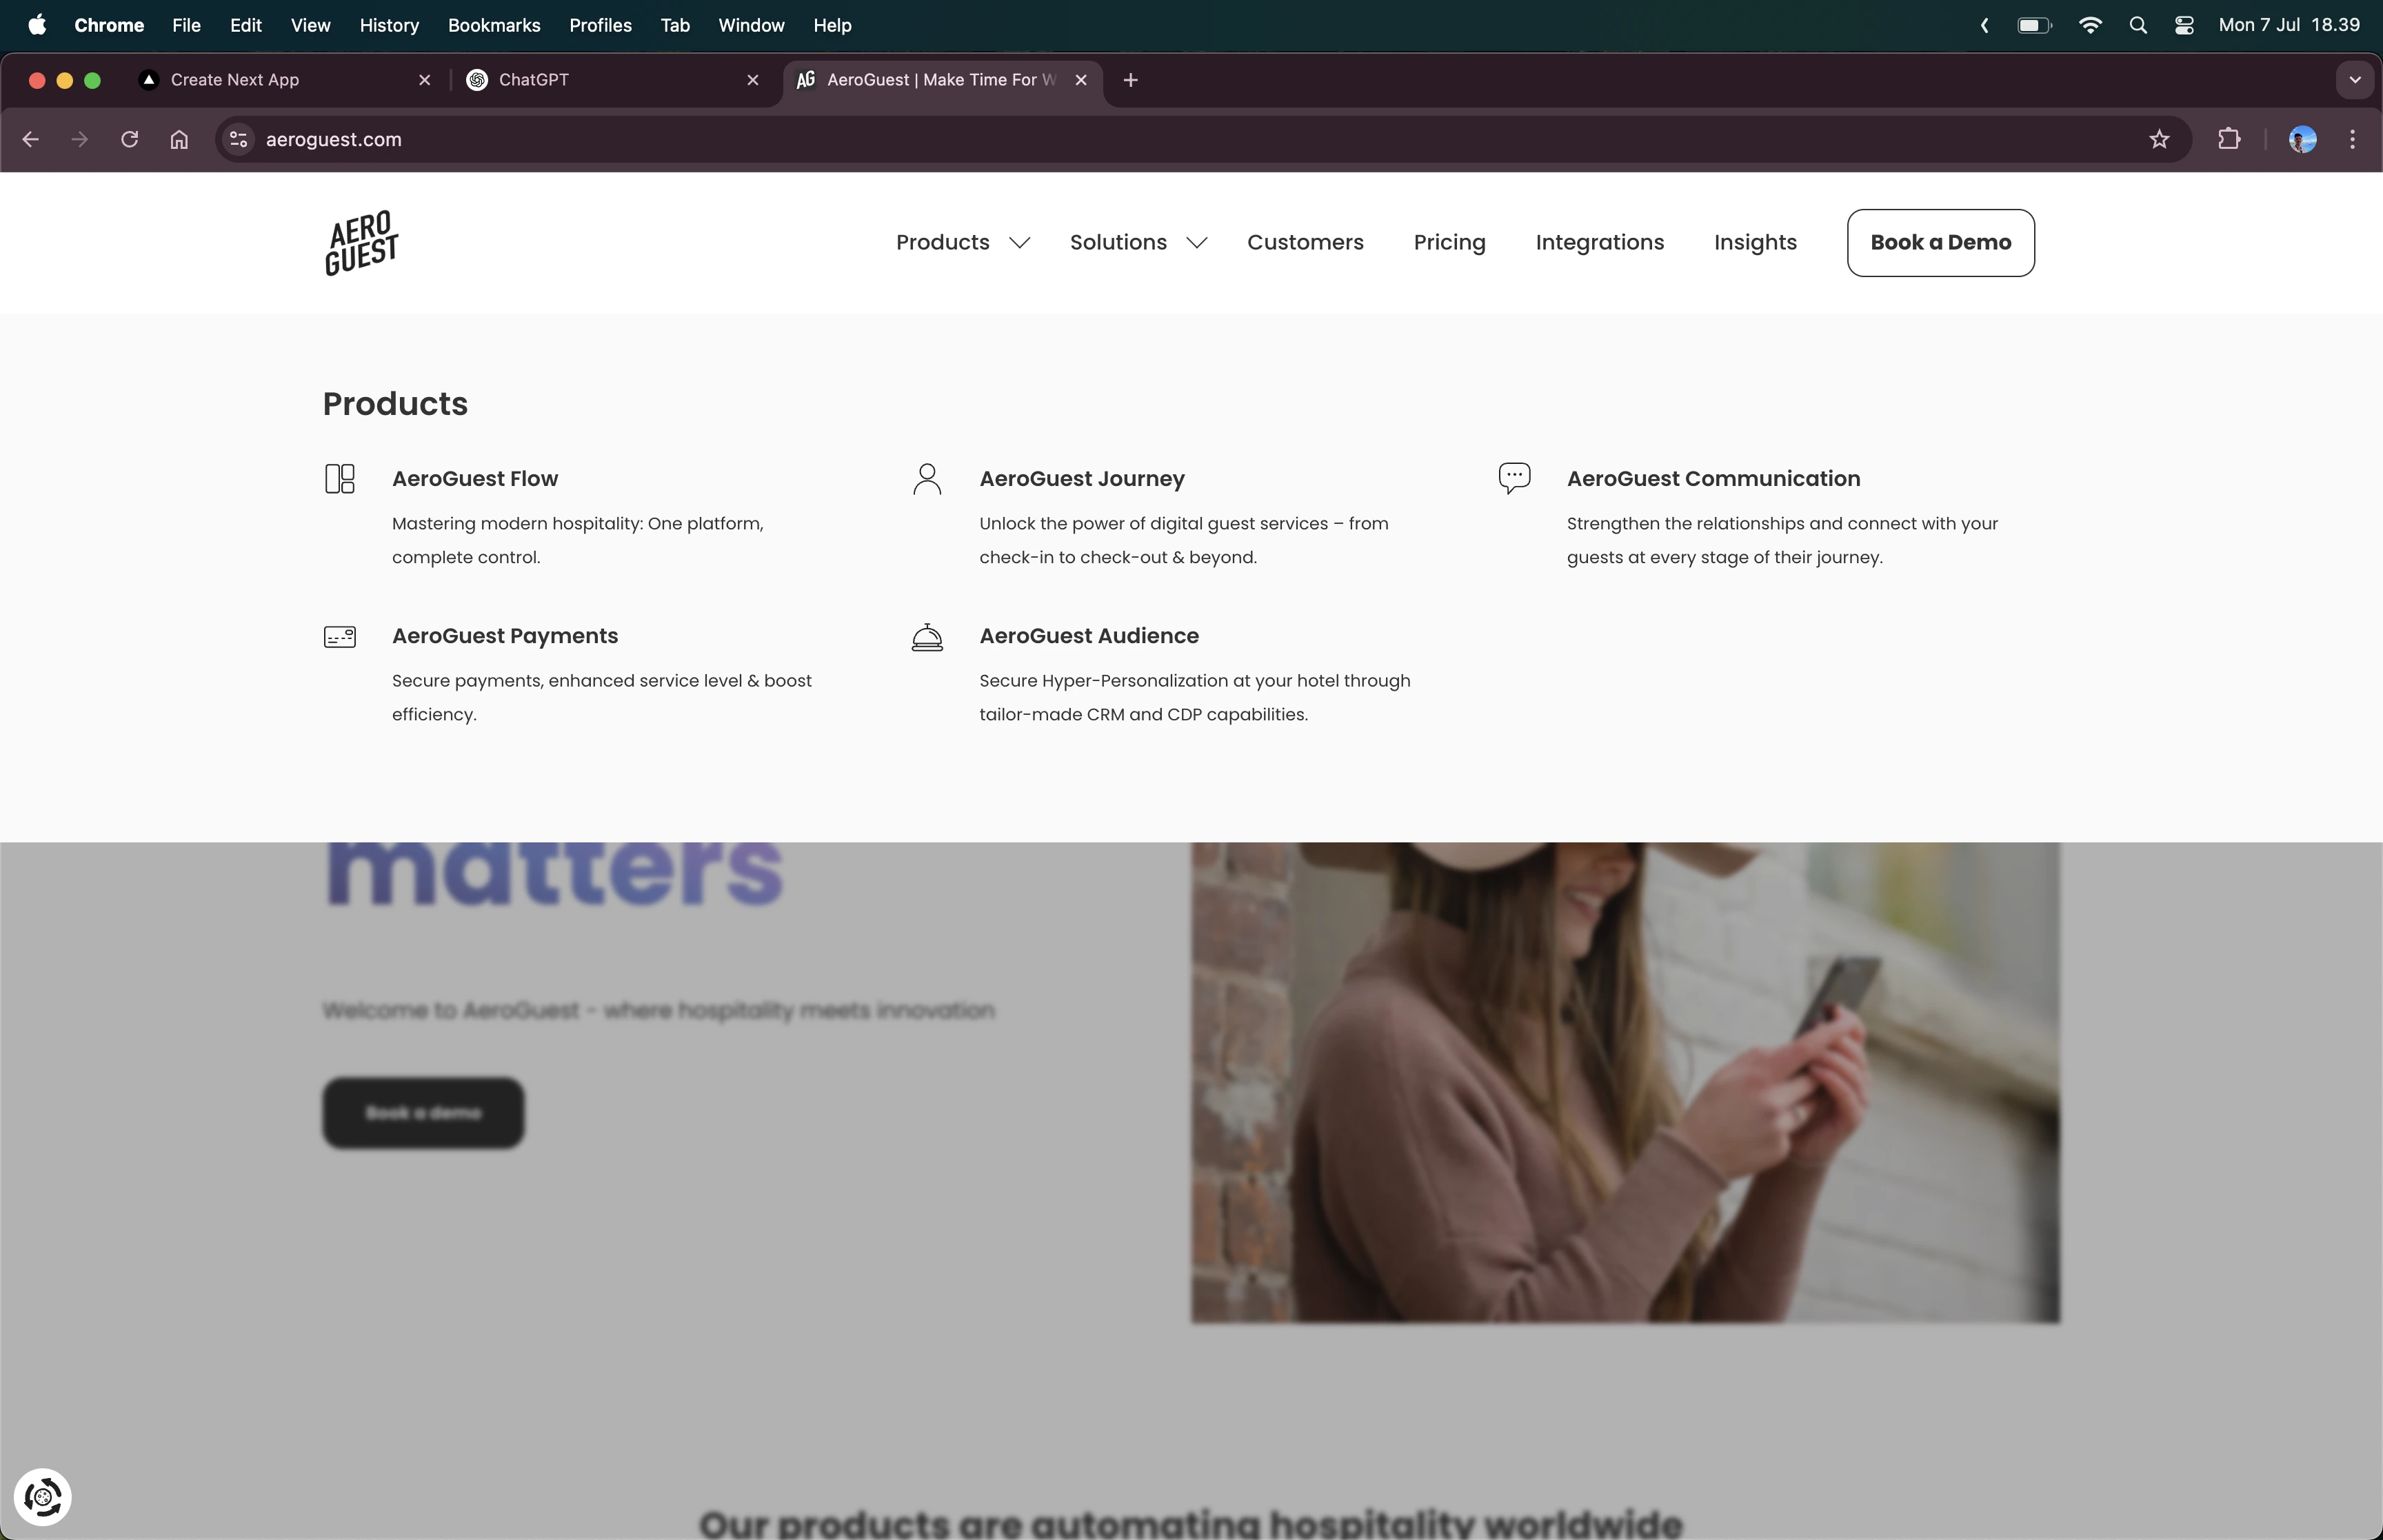 Chrome File Edit View History Bookmarks Profiles Tab Window Help Mon 7 Jul 18.39
Create Next App ChatGPT AG AeroGuest | Make Time For W
aeroguest.com
AERO
GUEST
Products Solutions Customers Pricing Integrations Insights Book a Demo
Products
AeroGuest Flow
Mastering modern hospitality: One platform,
complete control.
AeroGuest Journey
Unlock the power of digital guest services – from
check-in to check-out & beyond.
AeroGuest Communication
Strengthen the relationships and connect with your
guests at every stage of their journey.
AeroGuest Payments
Secure payments, enhanced service level & boost
efficiency.
AeroGuest Audience
Secure Hyper-Personalization at your hotel through
tailor-made CRM and CDP capabilities.
matters
Welcome to AeroGuest - where hospitality meets innovation
Book a demo
Our products are automating hospitality worldwide